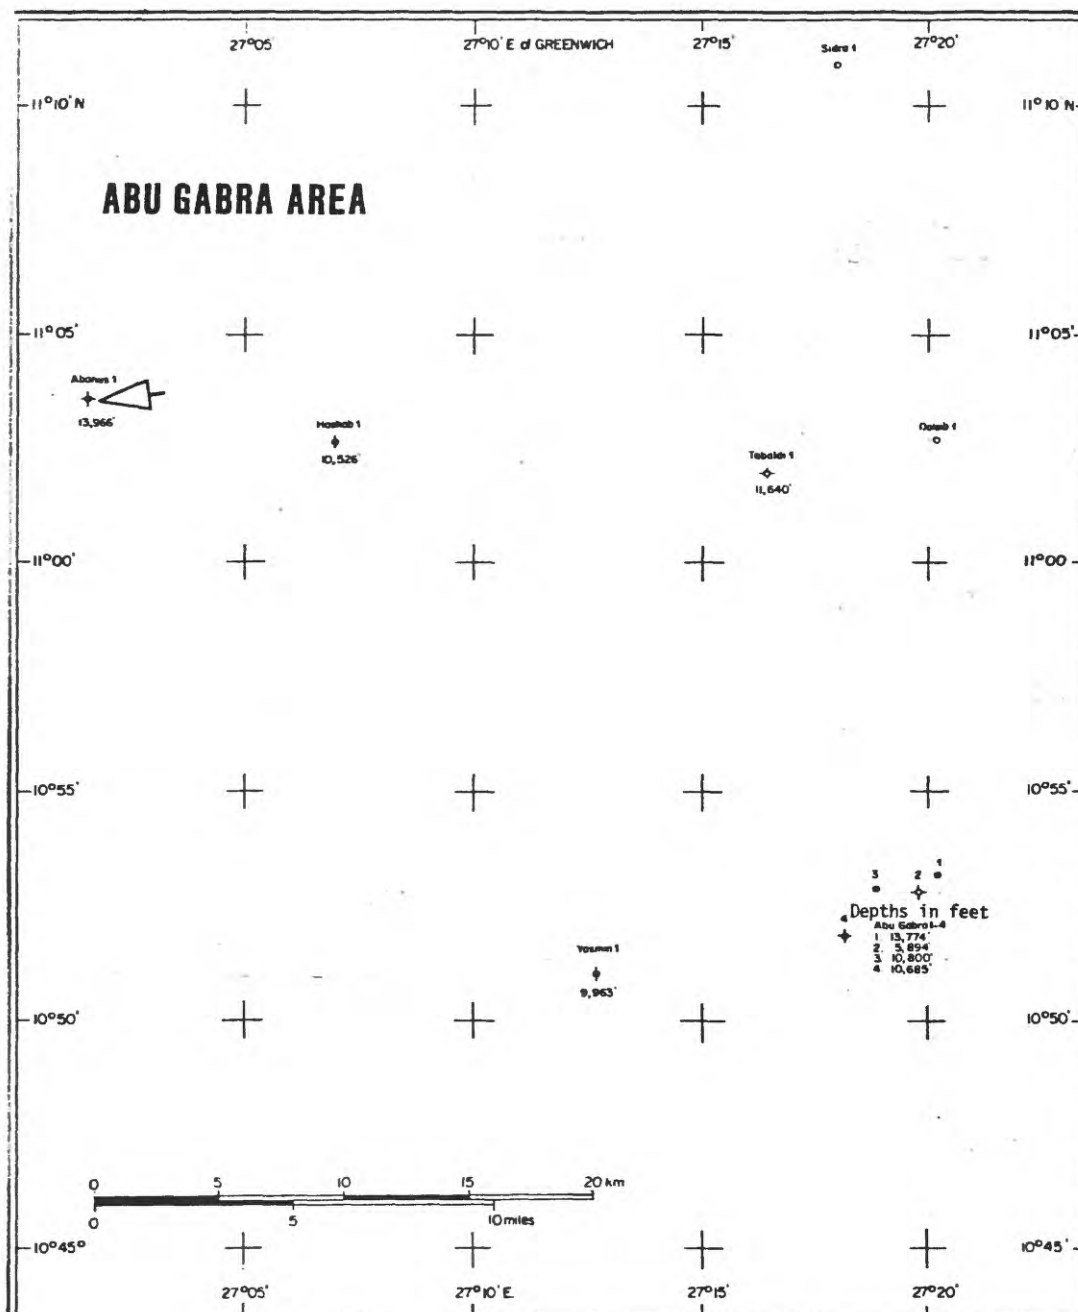 27°05' 27°10' E of GREENWICH 27°15' 27°20'
Sidra 1
11°10' N 11°10' N
ABU GABRA AREA
11°05' 11°05'
Abanus 1
13,966'
Hashab 1
10,526'
Tabaldi 1
11,640'
11°00' 11°00'
10°55' 10°55'
1
3 2
Depths in feet
4
Abu Gabra 1-4
1. 13,774'
2. 5,894'
3. 10,800'
4. 10,685'
Yasmin 1
9,963'
10°50' 10°50'
0 5 10 15 20 km
0 5 10 miles
10°45° 10°45'
27°05' 27°10' E. 27°15' 27°20'